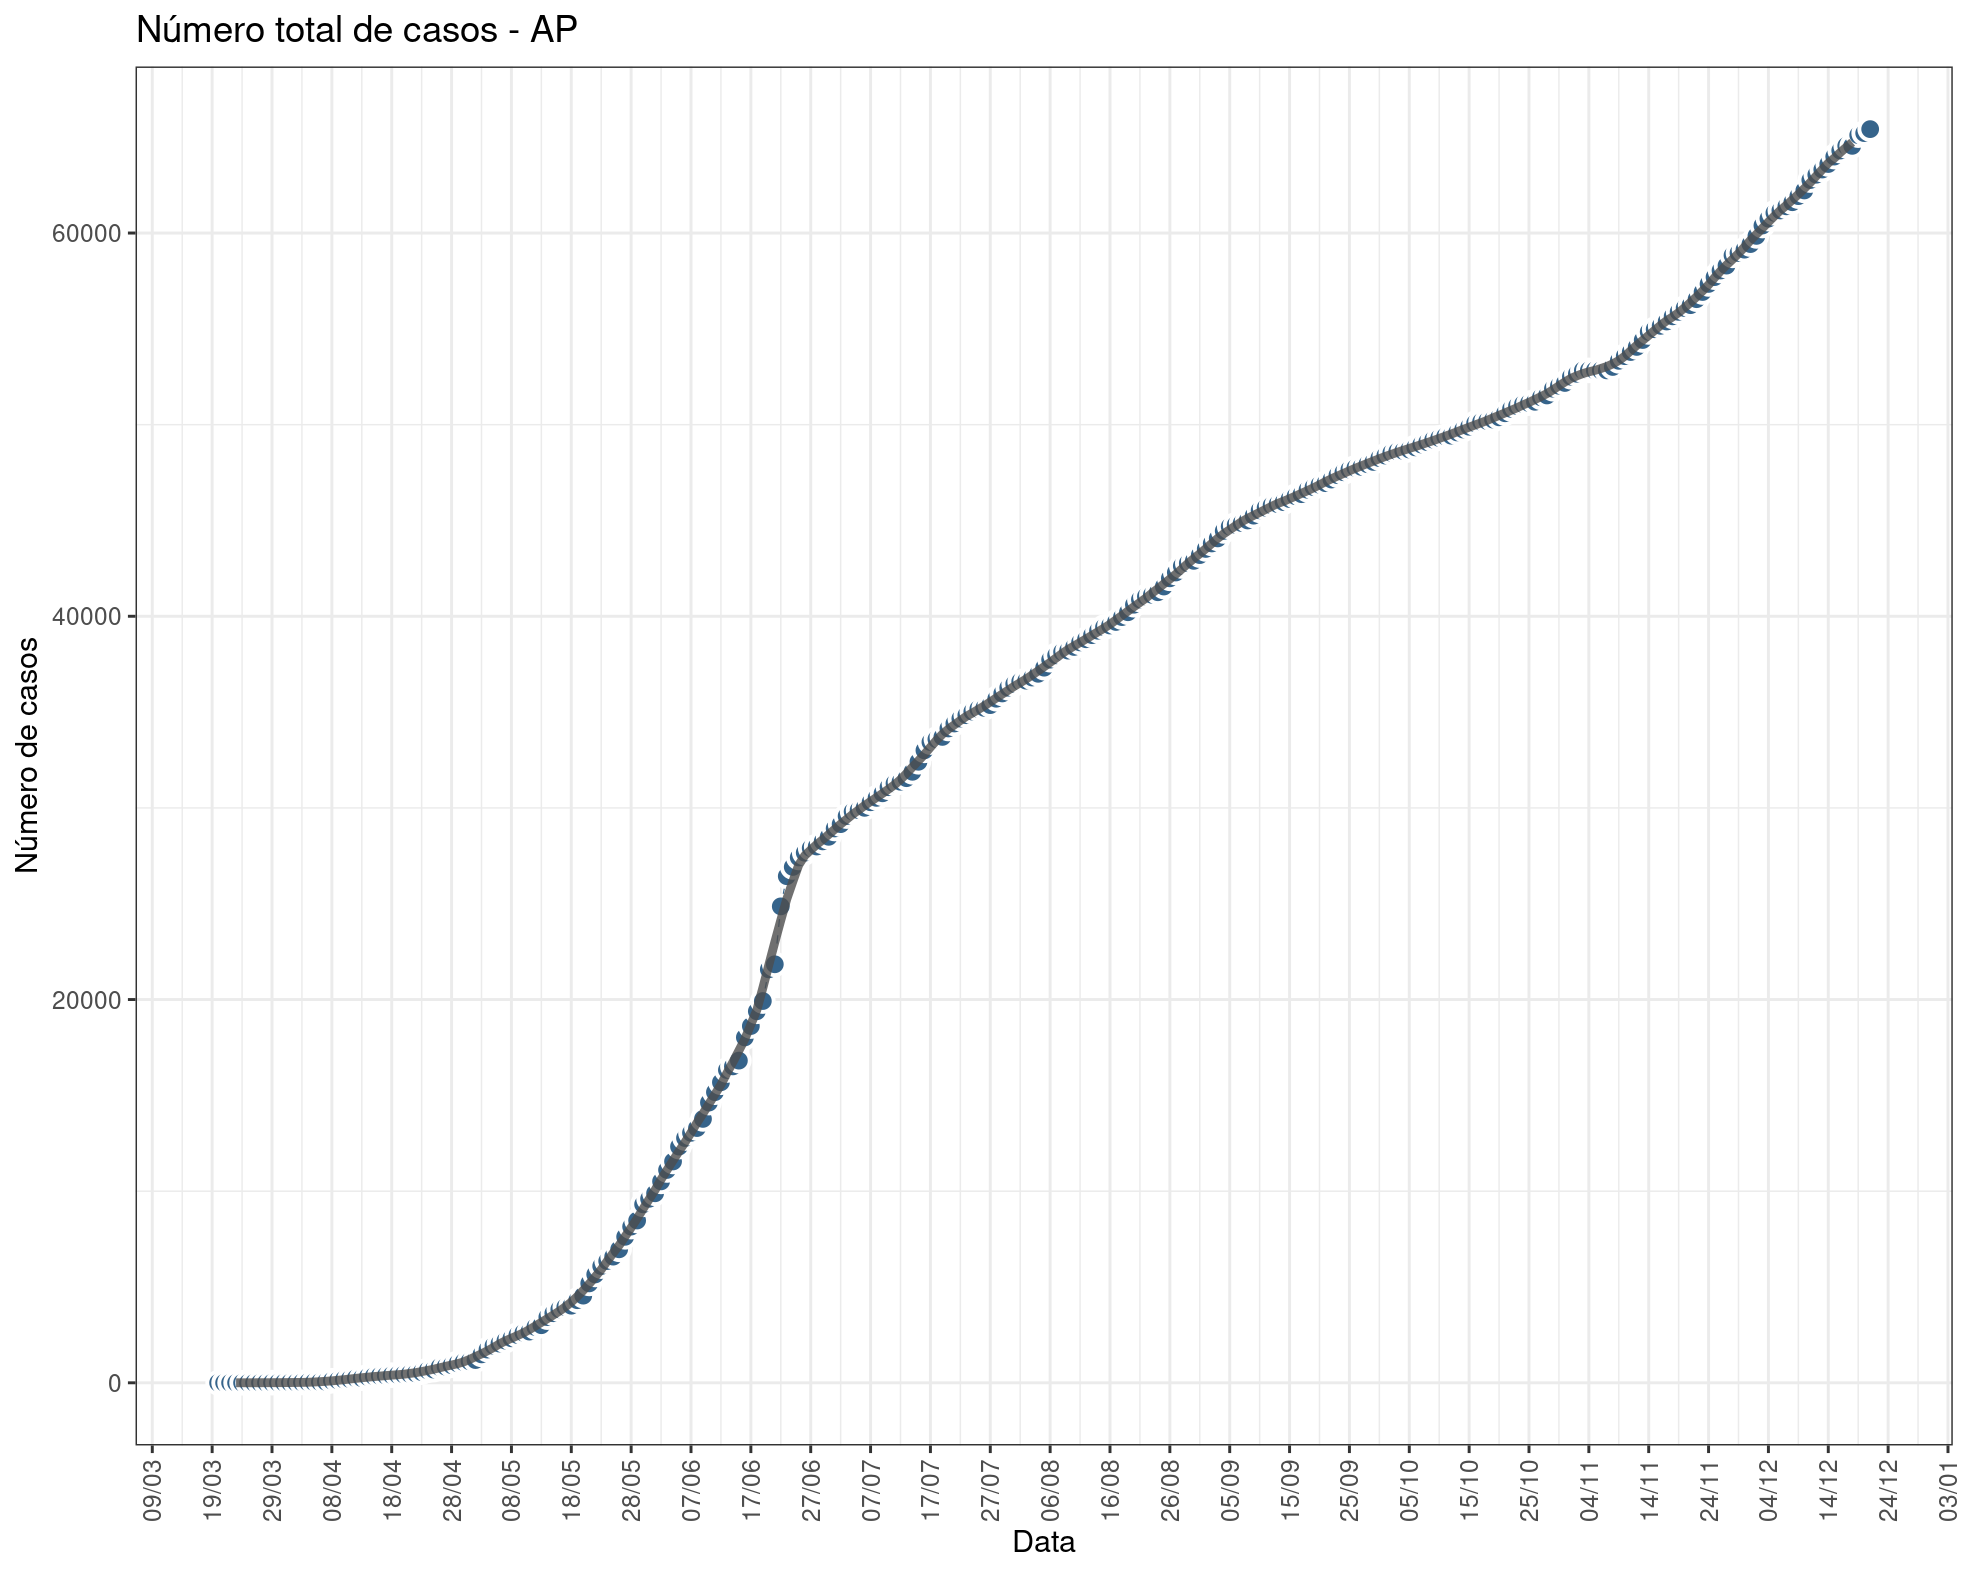 Número total de casos - AP
Número de casos
60000
40000
20000
0
09/03 19/03 29/03 08/04 18/04 28/04 08/05 18/05 28/05 07/06 17/06 27/06 07/07 17/07 27/07 06/08 16/08 26/08 05/09 15/09 25/09 05/10 15/10 25/10 04/11 14/11 24/11 04/12 14/12 24/12 03/01
Data